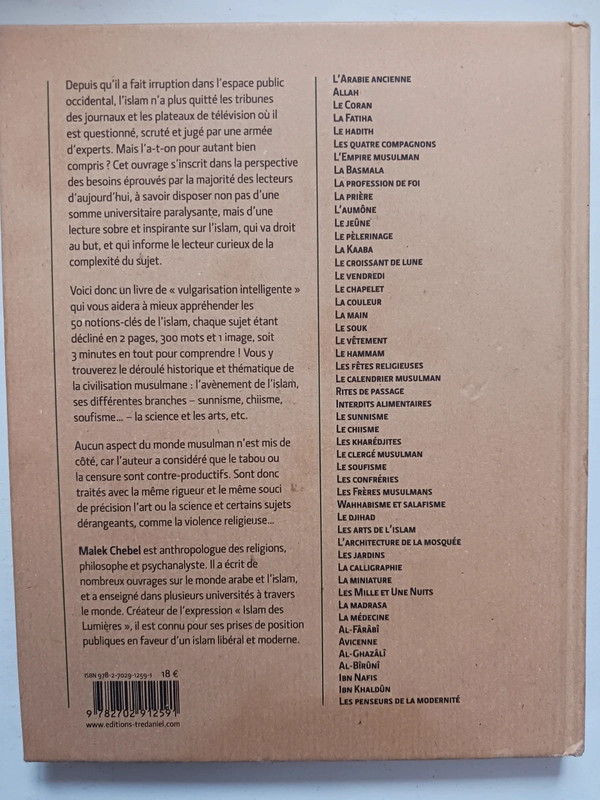 Depuis qu'il a fait irruption dans l'espace public
occidental, l'islam n'a plus quitté les tribunes
des journaux et les plateaux de télévision où il
est questionné, scruté et jugé par une armée
d'experts. Mais l'a-t-on pour autant bien
compris ? Cet ouvrage s'inscrit dans la perspective
des besoins éprouvés par la majorité des lecteurs
d'aujourd'hui, à savoir disposer non pas d'une
somme universitaire paralysante, mais d'une
lecture sobre et inspirante sur l'islam, qui va droit
au but, et qui informe le lecteur curieux de la
complexité du sujet.
Voici donc un livre de « vulgarisation intelligente »
qui vous aidera à mieux appréhender les
50 notions-clés de l'islam, chaque sujet étant
décliné en 2 pages, 300 mots et 1 image, soit
3 minutes en tout pour comprendre ! Vous y
trouverez le déroulé historique et thématique de
la civilisation musulmane : l'avènement de l'islam,
ses différentes branches – sunnisme, chiisme,
soufisme... – la science et les arts, etc.
Aucun aspect du monde musulman n'est mis de
côté, car l'auteur a considéré que le tabou ou
la censure sont contre-productifs. Sont donc
traités avec la même rigueur et le même souci
de précision l'art ou la science et certains sujets
dérangeants, comme la violence religieuse...
Malek Chebel est anthropologue des religions,
philosophe et psychanalyste. Il a écrit de
nombreux ouvrages sur le monde arabe et l'islam,
et a enseigné dans plusieurs universités à travers
le monde. Créateur de l'expression « Islam des
Lumières », il est connu pour ses prises de position
publiques en faveur d'un islam libéral et moderne.
ISBN 978-2-7029-1259-1 18 €
9 782702 912591
www.editions-tredaniel.com
L'Arabie ancienne
Allah
Le Coran
La Fatiha
Le hadith
Les quatre compagnons
L'Empire musulman
La Basmala
La profession de foi
La prière
L'aumône
Le jeûne
Le pèlerinage
La Kaaba
Le croissant de lune
Le vendredi
Le chapelet
La couleur
La main
Le souk
Le vêtement
Le hammam
Les fêtes religieuses
Le calendrier musulman
Rites de passage
Interdits alimentaires
Le sunnisme
Le chiisme
Les kharédjites
Le clergé musulman
Le soufisme
Les confréries
Les Frères musulmans
Wahhabisme et salafisme
Le djihad
Les arts de l'islam
L'architecture de la mosquée
Les jardins
La calligraphie
La miniature
Les Mille et Une Nuits
La madrasa
La médecine
Al-Fârâbî
Avicenne
Al-Ghazâlî
Al-Bîrûnî
Ibn Nafis
Ibn Khaldûn
Les penseurs de la modernité